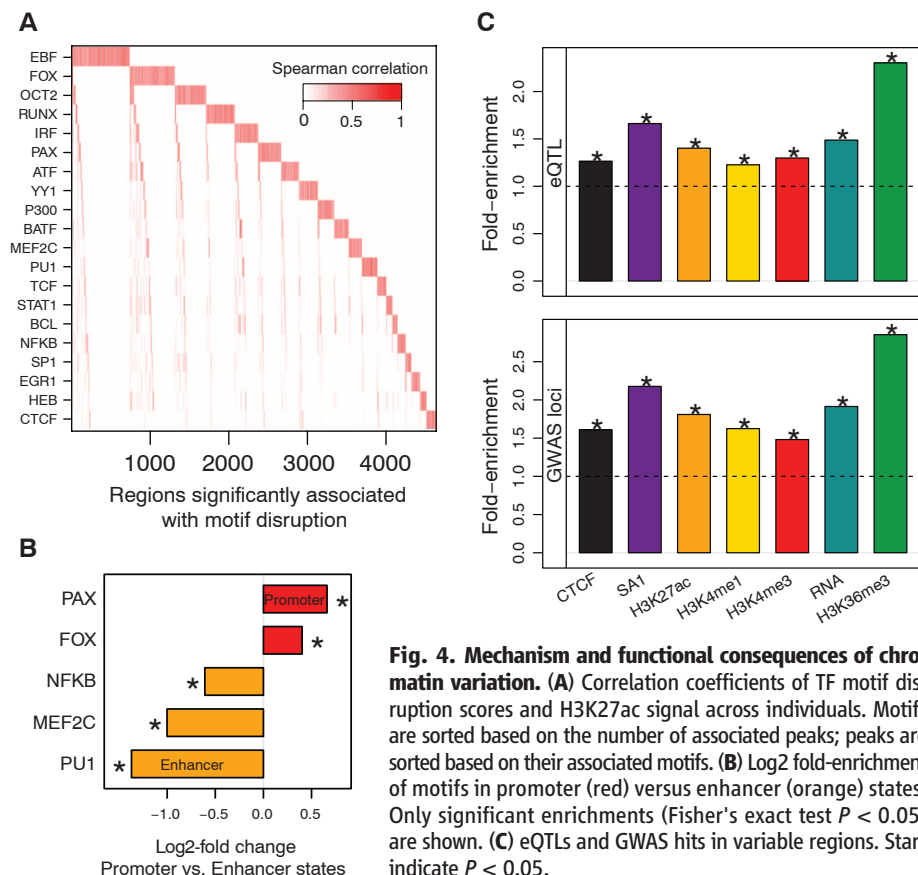 A
EBF
FOX
OCT2
RUNX
IRF
PAX
ATF
YY1
P300
BATF
MEF2C
PU1
TCF
STAT1
BCL
NFKB
SP1
EGR1
HEB
CTCF
Spearman correlation
0 0.5 1
1000 2000 3000 4000
Regions significantly associated
with motif disruption
B
PAX
FOX
NFKB
MEF2C
PU1
Promoter *
*
*
*
* Enhancer
-1.0 -0.5 0.0 0.5
Log2-fold change
Promoter vs. Enhancer states
C
Fold-enrichment
eQTL
0.0 0.5 1.0 1.5 2.0
* * * * * * *
Fold-enrichment
GWAS loci
0.0 0.5 1.0 1.5 2.0 2.5
* * * * * * *
CTCF SA1 H3K27ac H3K4me1 H3K4me3 RNA H3K36me3
Fig. 4. Mechanism and functional consequences of chro
matin variation. (A) Correlation coefficients of TF motif dis
ruption scores and H3K27ac signal across individuals. Motif
are sorted based on the number of associated peaks; peaks are
sorted based on their associated motifs. (B) Log2 fold-enrichmen
of motifs in promoter (red) versus enhancer (orange) states
Only significant enrichments (Fisher's exact test P < 0.05
are shown. (C) eQTLs and GWAS hits in variable regions. Star
indicate P < 0.05.